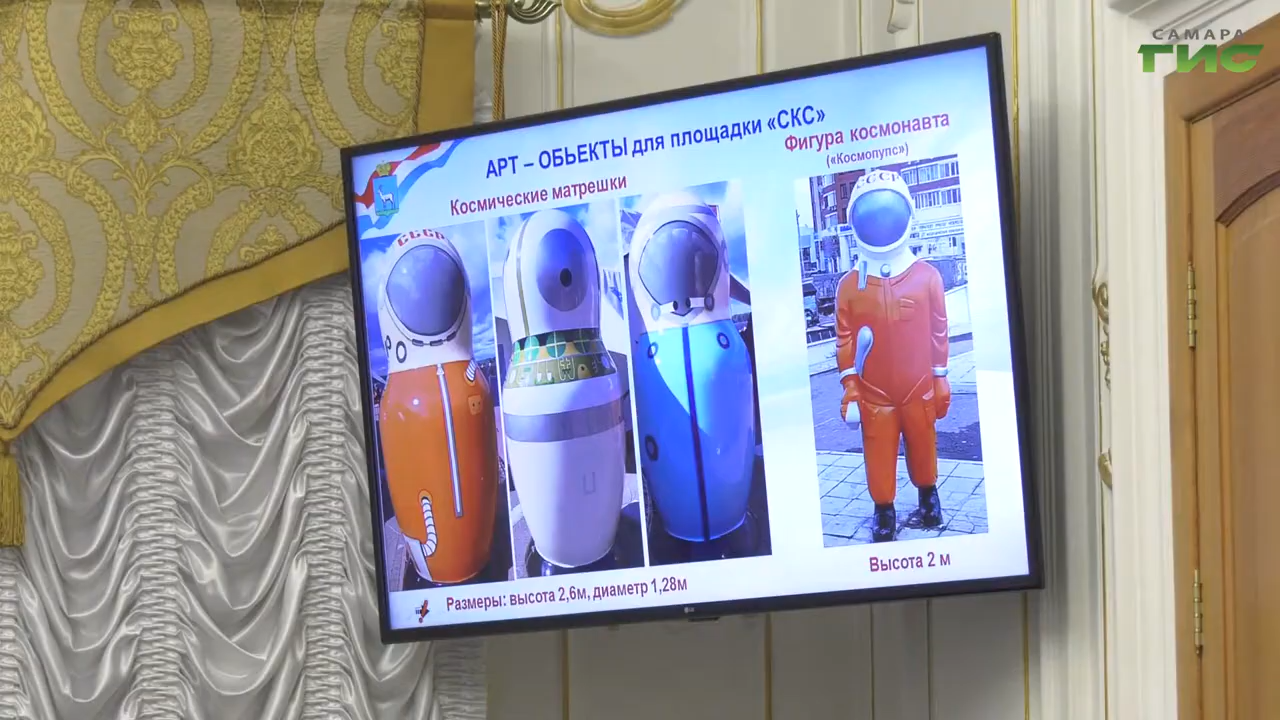 САМАРА
ГИС
АРТ – ОБЬЕКТЫ для площадки «СКС»
Космические матрешки
Фигура космонавта
(«Космопупс»)
СССР
СССР
Размеры: высота 2,6м, диаметр 1,28м
Высота 2 м
LG